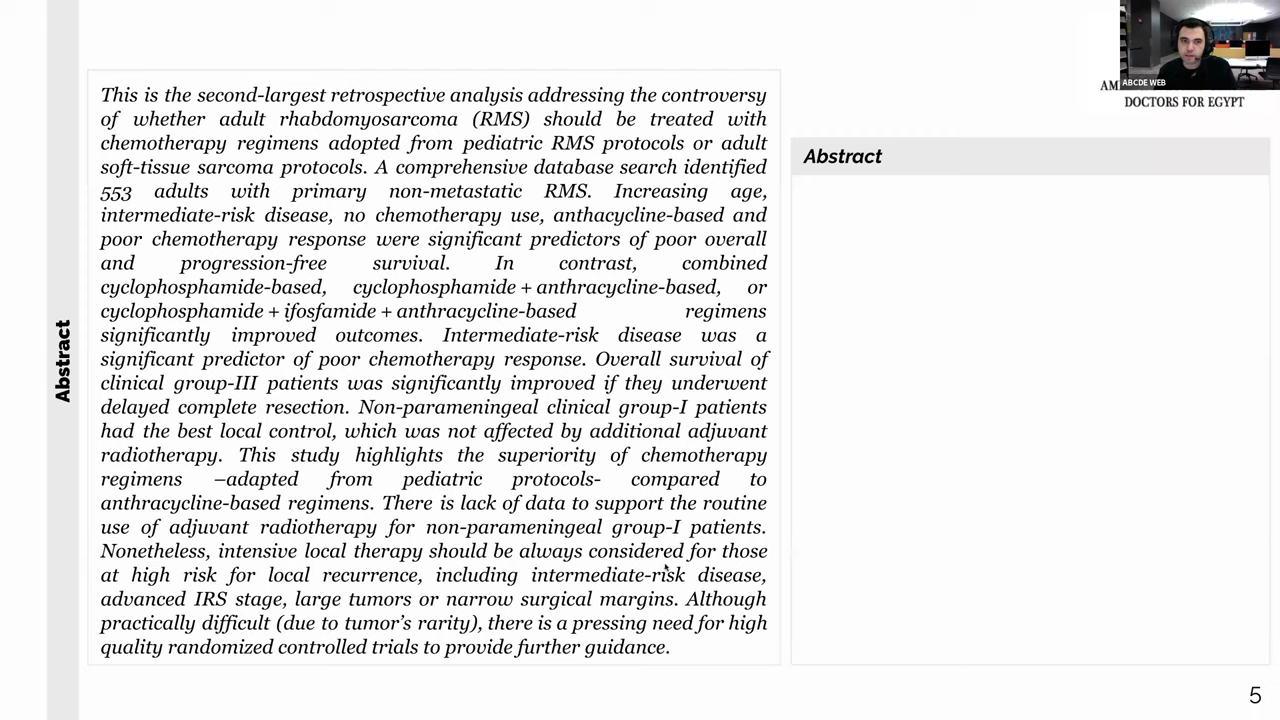 ABCDE WEB
DOCTORS FOR EGYPT
Abstract
This is the second-largest retrospective analysis addressing the controversy
of whether adult rhabdomyosarcoma (RMS) should be treated with
chemotherapy regimens adopted from pediatric RMS protocols or adult
soft-tissue sarcoma protocols. A comprehensive database search identified
553 adults with primary non-metastatic RMS. Increasing age,
intermediate-risk disease, no chemotherapy use, anthacycline-based and
poor chemotherapy response were significant predictors of poor overall
and progression-free survival. In contrast, combined
cyclophosphamide-based, cyclophosphamide + anthracycline-based, or
cyclophosphamide + ifosfamide + anthracycline-based regimens
significantly improved outcomes. Intermediate-risk disease was a
significant predictor of poor chemotherapy response. Overall survival of
clinical group-III patients was significantly improved if they underwent
delayed complete resection. Non-parameningeal clinical group-I patients
had the best local control, which was not affected by additional adjuvant
radiotherapy. This study highlights the superiority of chemotherapy
regimens –adapted from pediatric protocols- compared to
anthracycline-based regimens. There is lack of data to support the routine
use of adjuvant radiotherapy for non-parameningeal group-I patients.
Nonetheless, intensive local therapy should be always considered for those
at high risk for local recurrence, including intermediate-risk disease,
advanced IRS stage, large tumors or narrow surgical margins. Although
practically difficult (due to tumor's rarity), there is a pressing need for high
quality randomized controlled trials to provide further guidance.
Abstract
5